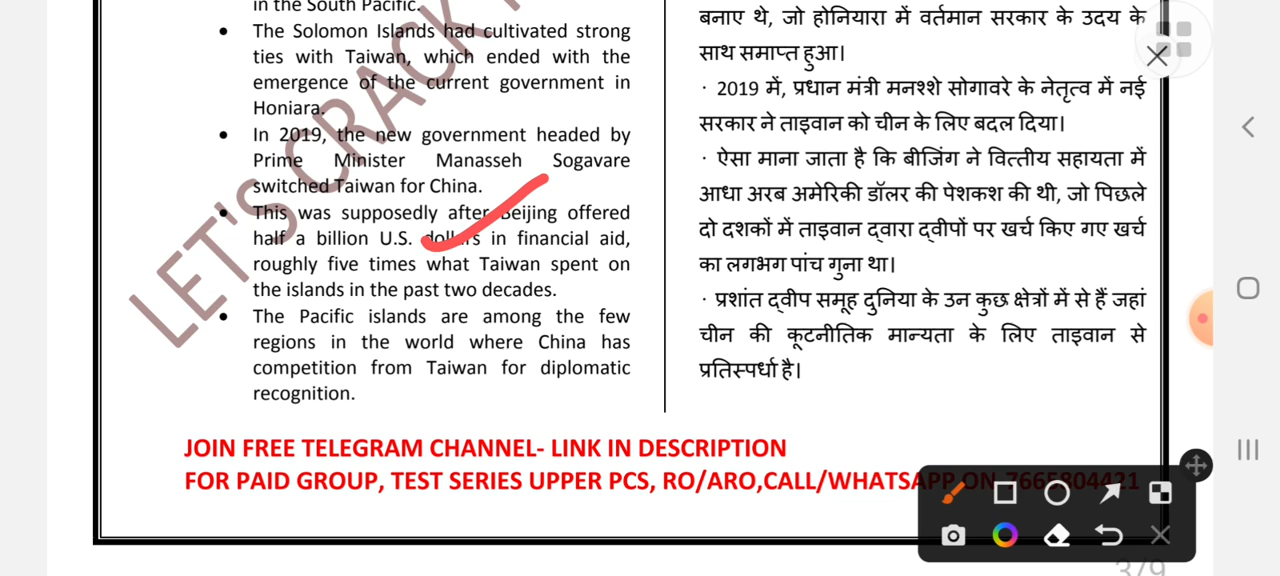 in the South Pacific.
• The Solomon Islands had cultivated strong
ties with Taiwan, which ended with the
emergence of the current government in
Honiara.
• In 2019, the new government headed by
Prime Minister Manasseh Sogavare
switched Taiwan for China.
• This was supposedly after Beijing offered
half a billion U.S. dollars in financial aid,
roughly five times what Taiwan spent on
the islands in the past two decades.
• The Pacific islands are among the few
regions in the world where China has
competition from Taiwan for diplomatic
recognition.
बनाए थे, जो होनियारा में वर्तमान सरकार के उदय के
साथ समाप्त हुआ।
· 2019 में, प्रधान मंत्री मनश्शे सोगावरे के नेतृत्व में नई
सरकार ने ताइवान को चीन के लिए बदल दिया।
· ऐसा माना जाता है कि बीजिंग ने वित्तीय सहायता में
आधा अरब अमेरिकी डॉलर की पेशकश की थी, जो पिछले
दो दशकों में ताइवान द्वारा द्वीपों पर खर्च किए गए खर्च
का लगभग पांच गुना था।
· प्रशांत द्वीप समूह दुनिया के उन कुछ क्षेत्रों में से हैं जहां
चीन की कूटनीतिक मान्यता के लिए ताइवान से
प्रतिस्पर्धा है।
LET'S CRACK
JOIN FREE TELEGRAM CHANNEL- LINK IN DESCRIPTION
FOR PAID GROUP, TEST SERIES UPPER PCS, RO/ARO,CALL/WHATSAPP ON 7665804421
3/9